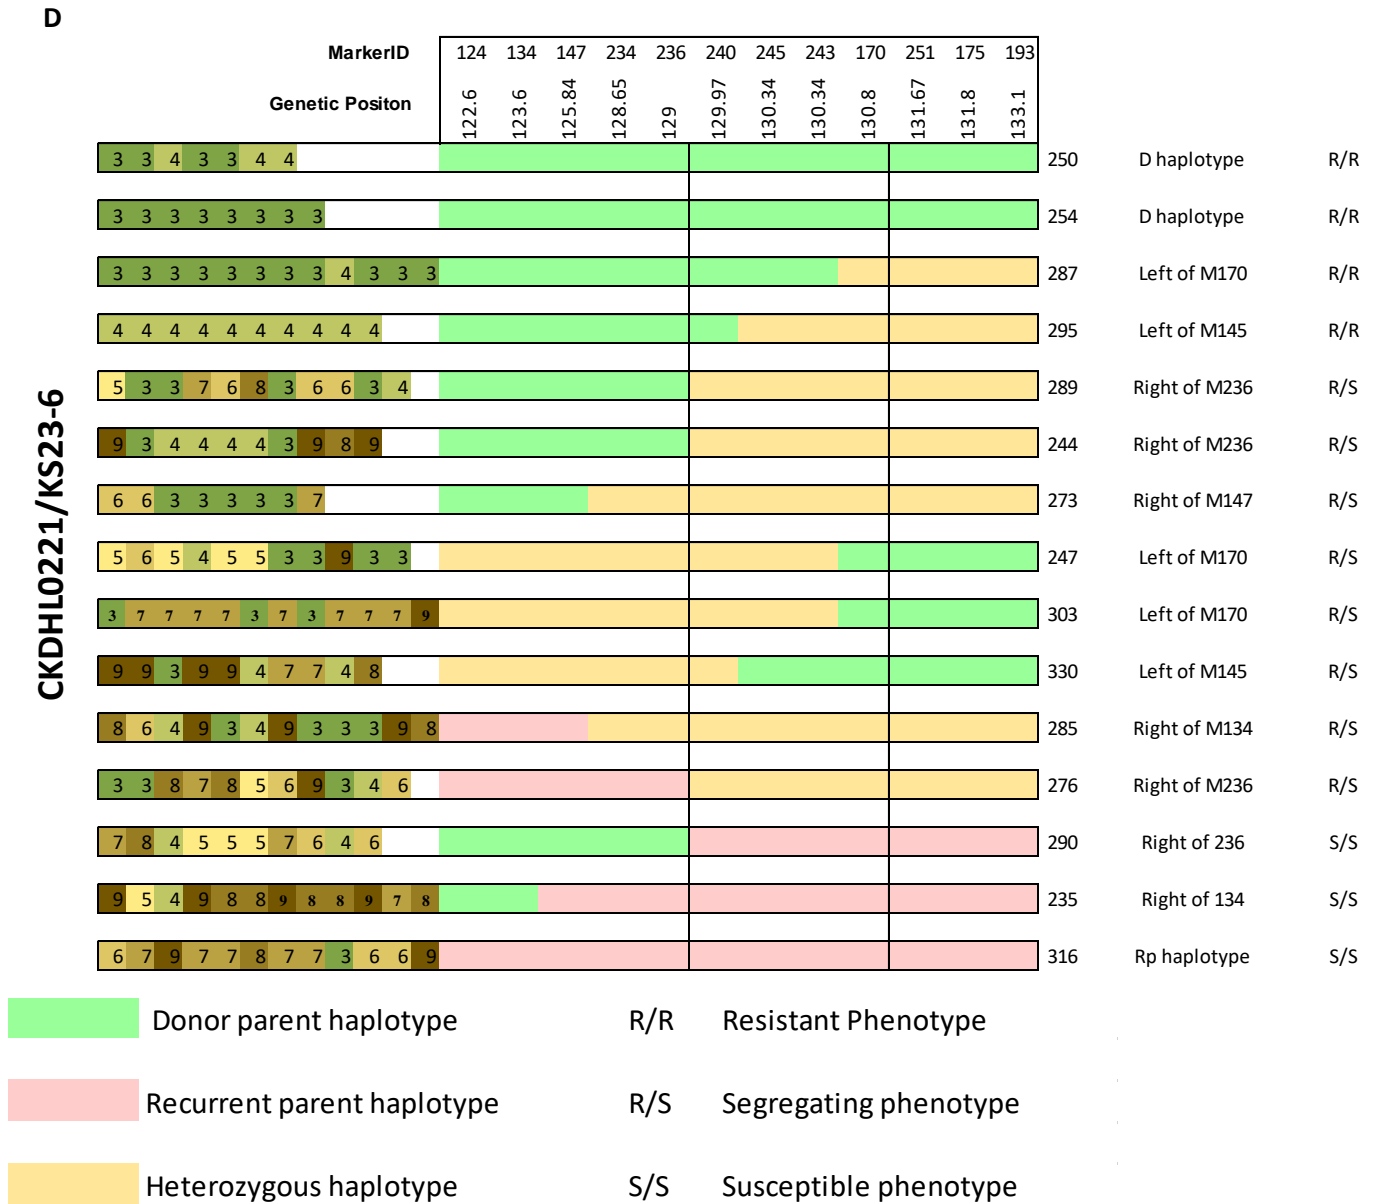 D
MarkerID 124 134 147 234 236 240 245 243 170 251 175 193
Genetic Positon 122.6 123.6 125.84 128.65 129 129.97 130.34 130.34 130.8 131.67 131.8 133.1
CKDHL0221/KS23-6
3 3 4 3 3 4 4 250 D haplotype R/R
3 3 3 3 3 3 3 3 254 D haplotype R/R
3 3 3 3 3 3 3 3 4 3 3 3 287 Left of M170 R/R
4 4 4 4 4 4 4 4 4 4 295 Left of M145 R/R
5 3 3 7 6 8 3 6 6 3 4 289 Right of M236 R/S
9 3 4 4 4 4 3 9 8 9 244 Right of M236 R/S
6 6 3 3 3 3 3 7 273 Right of M147 R/S
5 6 5 4 5 5 3 3 9 3 3 247 Left of M170 R/S
3 7 7 7 7 3 7 3 7 7 7 9 303 Left of M170 R/S
9 9 3 9 9 4 7 7 4 8 330 Left of M145 R/S
8 6 4 9 3 4 9 3 3 3 9 8 285 Right of M134 R/S
3 3 8 7 8 5 6 9 3 4 6 276 Right of M236 R/S
7 8 4 5 5 5 7 6 4 6 290 Right of 236 S/S
9 5 4 9 8 8 9 8 8 9 7 8 235 Right of 134 S/S
6 7 9 7 7 8 7 7 3 6 6 9 316 Rp haplotype S/S
Donor parent haplotype R/R Resistant Phenotype
Recurrent parent haplotype R/S Segregating phenotype
Heterozygous haplotype S/S Susceptible phenotype